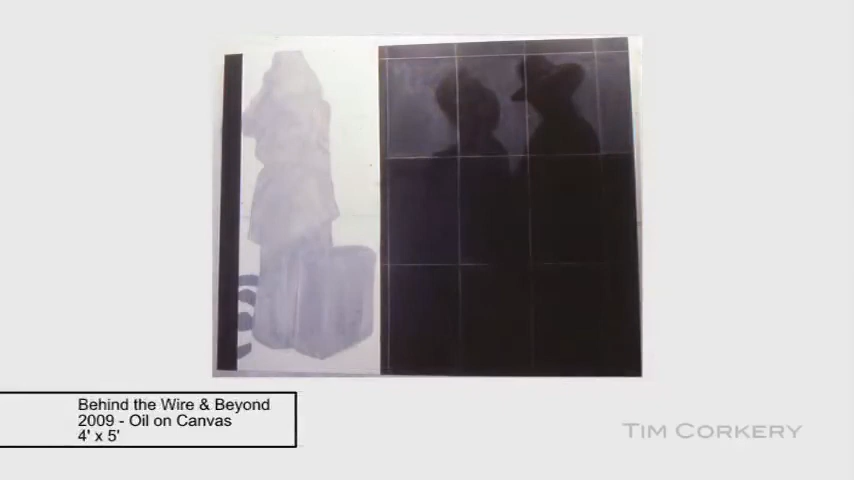 Behind the Wire & Beyond
2009 - Oil on Canvas
4' x 5'
TIM CORKERY